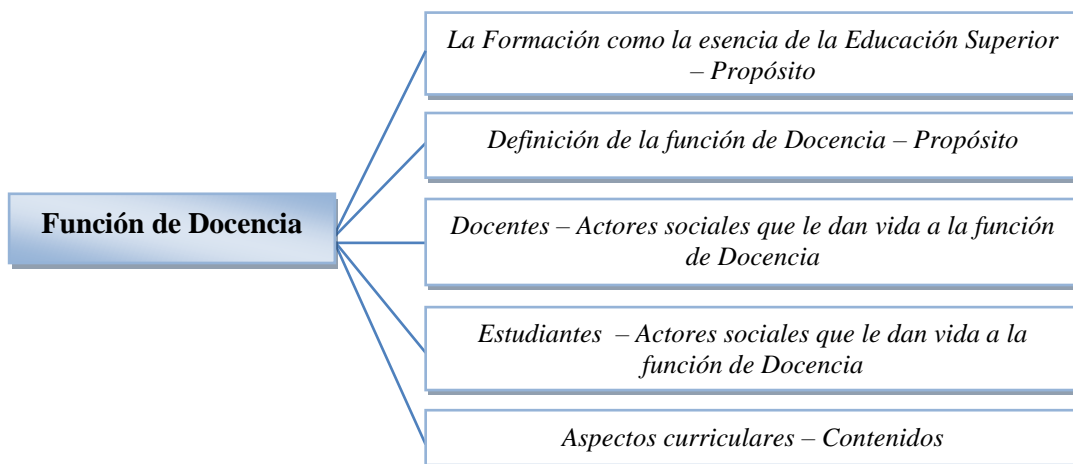 La Formación como la esencia de la Educación Superior
– Propósito
Definición de la función de Docencia – Propósito
Función de Docencia
Docentes – Actores sociales que le dan vida a la función
de Docencia
Estudiantes – Actores sociales que le dan vida a la
función de Docencia
Aspectos curriculares – Contenidos